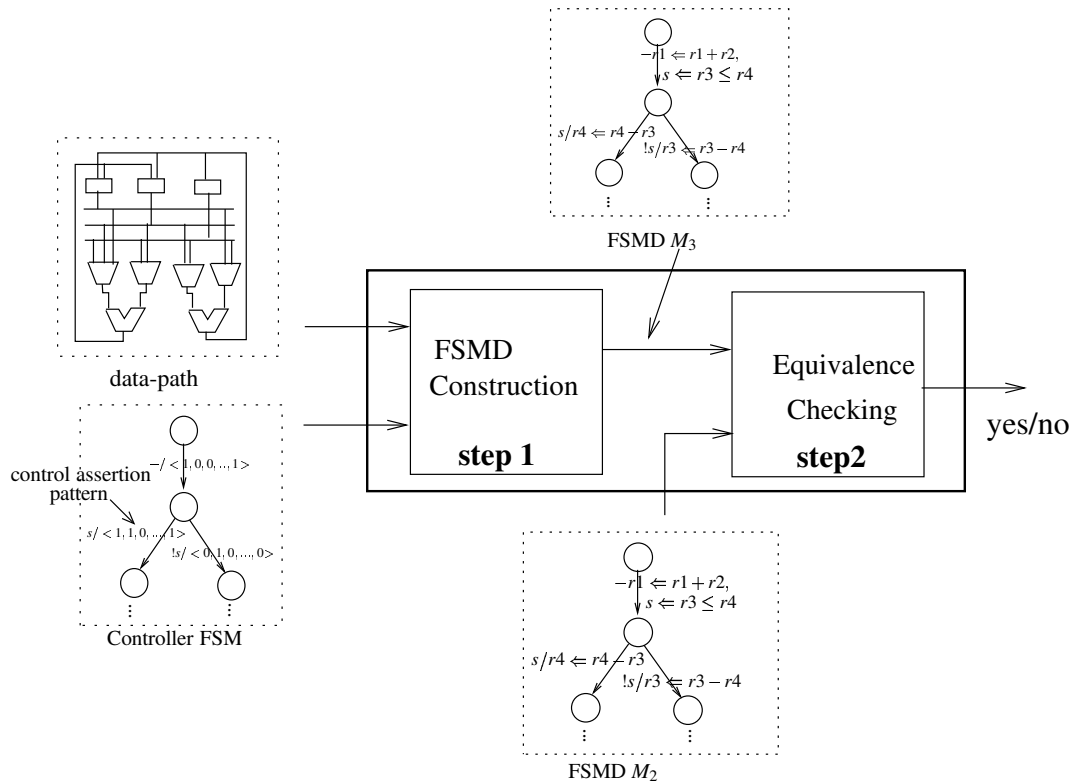 −r1 ⇐ r1 + r2,
s ⇐ r3 ≤ r4
s/r4 ⇐ r4 − r3
!s/r3 ⇐ r3 − r4
⋮ ⋮
FSMD M3
data-path
FSMD
Construction
step 1
Equivalence
Checking
step2
yes/no
−/ < 1, 0, 0, .., 1 >
control assertion
pattern
s/ < 1, 1, 0, ..., 1 >
!s/ < 0, 1, 0, ..., 0 >
⋮ ⋮
Controller FSM
−r1 ⇐ r1 + r2,
s ⇐ r3 ≤ r4
s/r4 ⇐ r4 − r3
!s/r3 ⇐ r3 − r4
⋮ ⋮
FSMD M2